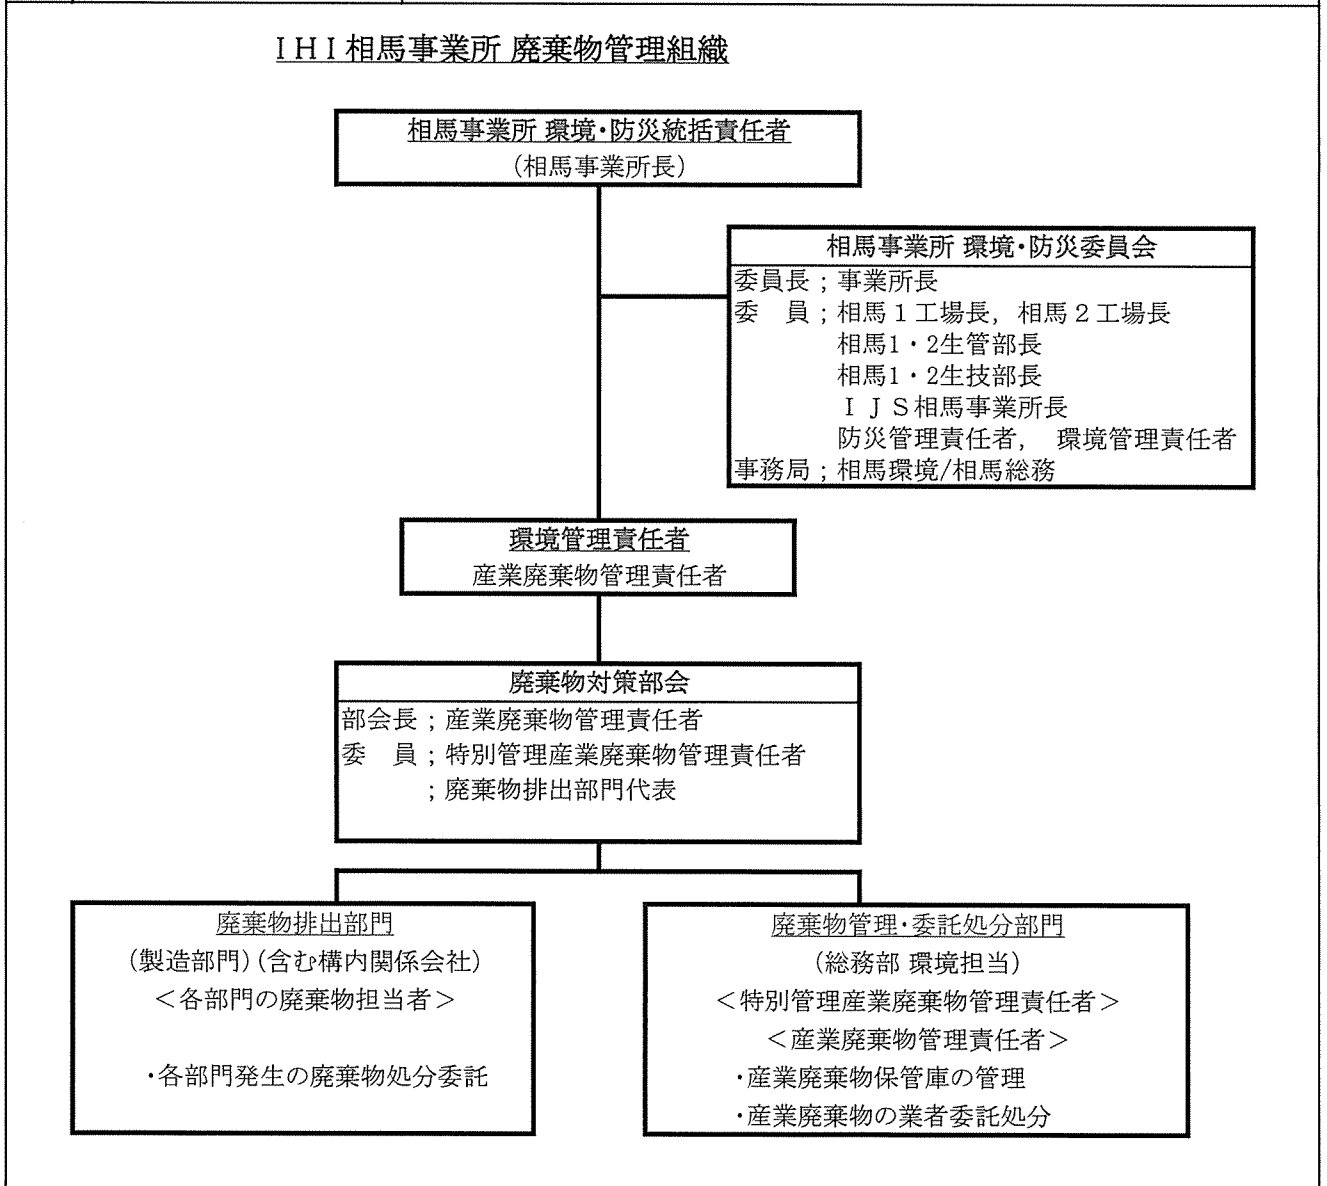 ＩＨＩ相馬事業所 廃棄物管理組織
相馬事業所 環境・防災統括責任者
(相馬事業所長)
相馬事業所 環境・防災委員会
委員長；事業所長
委　員；相馬１工場長，相馬２工場長
相馬1・2生管部長
相馬1・2生技部長
ＩＪＳ相馬事業所長
防災管理責任者，　環境管理責任者
事務局；相馬環境/相馬総務
環境管理責任者
産業廃棄物管理責任者
廃棄物対策部会
部会長；産業廃棄物管理責任者
委　員；特別管理産業廃棄物管理責任者
；廃棄物排出部門代表
廃棄物排出部門
(製造部門)(含む構内関係会社)
＜各部門の廃棄物担当者＞
・各部門発生の廃棄物処分委託
廃棄物管理・委託処分部門
(総務部 環境担当)
＜特別管理産業廃棄物管理責任者＞
＜産業廃棄物管理責任者＞
・産業廃棄物保管庫の管理
・産業廃棄物の業者委託処分